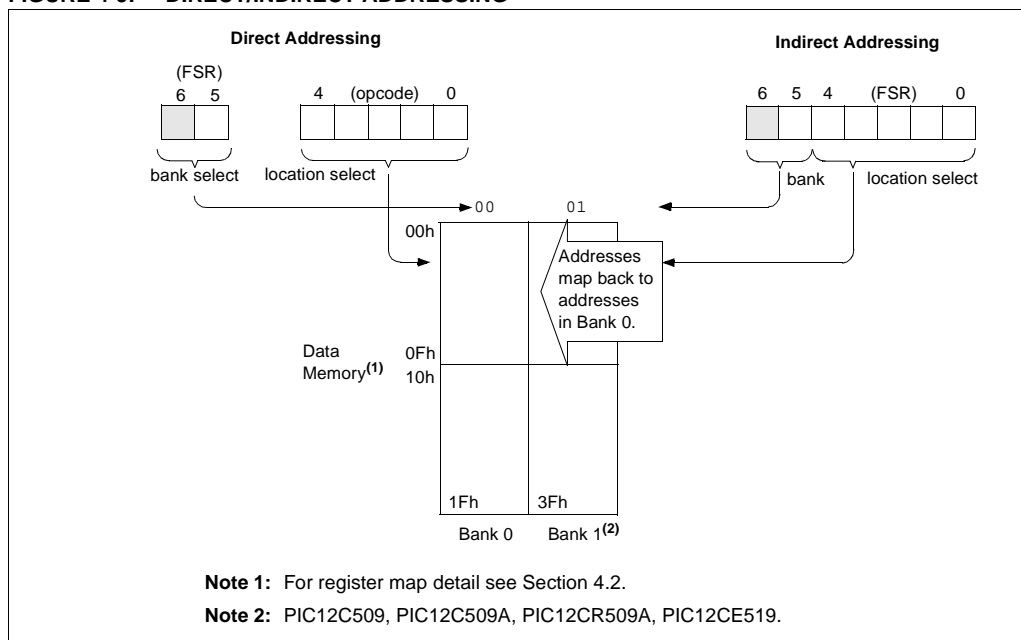 FIGURE 4-6: DIRECT/INDIRECT ADDRESSING
Direct Addressing
Indirect Addressing
(FSR)
6 5
4 (opcode) 0
6 5 4 (FSR) 0
bank select
location select
bank
location select
00
01
00h
Addresses
map back to
addresses
in Bank 0.
Data
Memory(1)
0Fh
10h
1Fh
3Fh
Bank 0
Bank 1(2)
Note 1: For register map detail see Section 4.2.
Note 2: PIC12C509, PIC12C509A, PIC12CR509A, PIC12CE519.